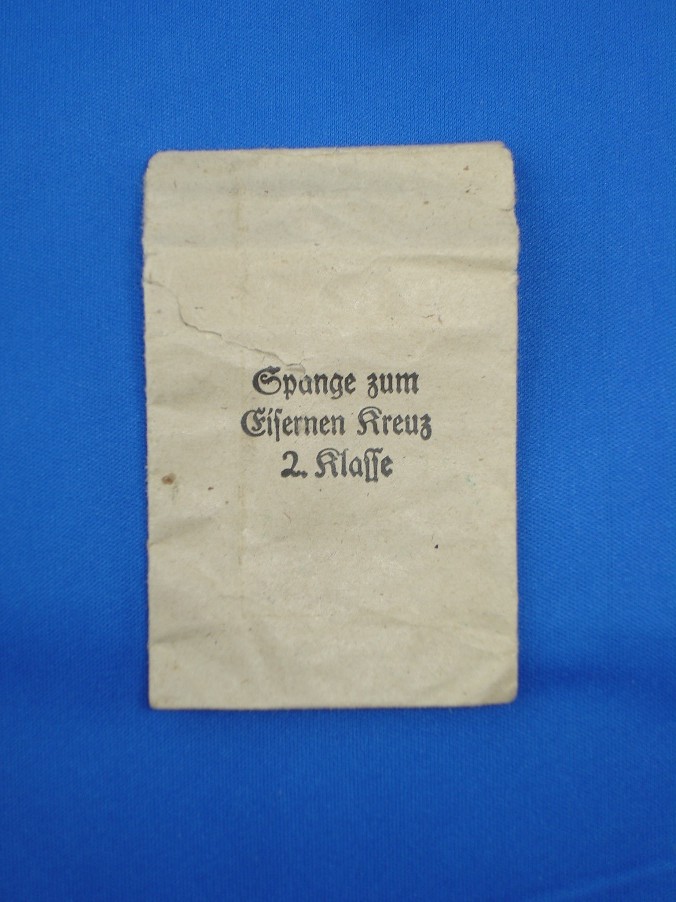 Spange zum
Eiſernen Kreuz
2. Klaſſe